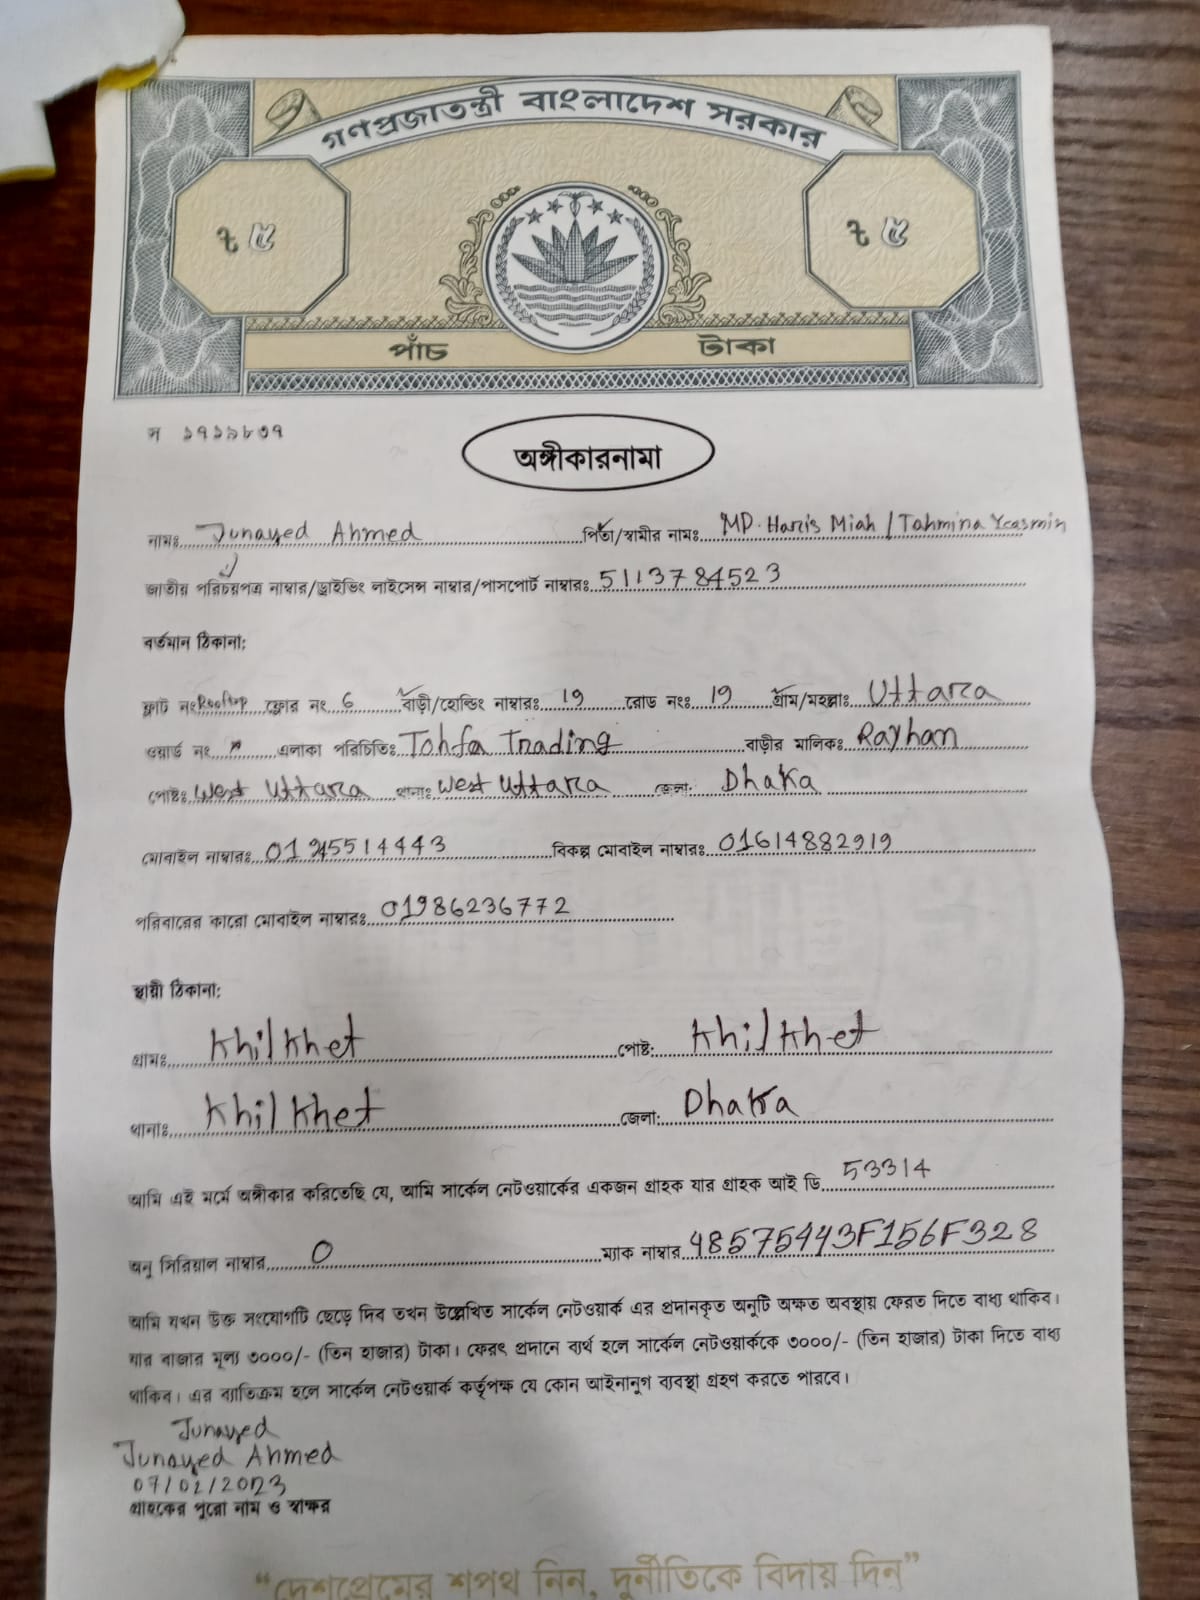 গণপ্রজাতন্ত্রী বাংলাদেশ সরকার
৳ ৫ ৳ ৫
পাঁচ টাকা
স ১৭১৯৮৩৭
অঙ্গীকারনামা
নামঃ Junayed Ahmed পিতা/স্বামীর নামঃ MD. Harris Miah / Tahmina Yeasmin
জাতীয় পরিচয়পত্র নাম্বার/ড্রাইভিং লাইসেন্স নাম্বার/পাসপোর্ট নাম্বারঃ 5113784523
বর্তমান ঠিকানা:
ফ্লাট নং Rooftop ফ্লোর নং 6 বাড়ী/হোল্ডিং নাম্বারঃ 19 রোড নংঃ 19 গ্রাম/মহল্লাঃ Uttara
ওয়ার্ড নং এলাকা পরিচিতিঃ Tohfa Trading বাড়ীর মালিকঃ Rayhan
পোষ্টঃ West Uttara থানাঃ West Uttara জেলা: Dhaka
মোবাইল নাম্বারঃ বিকল্প মোবাইল নাম্বারঃ 01614882919
পরিবারের কারো মোবাইল নাম্বারঃ 01986236772
স্থায়ী ঠিকানা:
গ্রামঃ Khilkhet পোষ্ট: Khilkhet
থানাঃ Khilkhet জেলা: Dhaka
আমি এই মর্মে অঙ্গীকার করিতেছি যে, আমি সার্কেল নেটওয়ার্কের একজন গ্রাহক যার গ্রাহক আই ডি 53314
অনু সিরিয়াল নাম্বার 0 ম্যাক নাম্বার 48575443F156F328
আমি যখন উক্ত সংযোগটি ছেড়ে দিব তখন উল্লেখিত সার্কেল নেটওয়ার্ক এর প্রদানকৃত অনুটি অক্ষত অবস্থায় ফেরত দিতে বাধ্য থাকিব।
যার বাজার মূল্য ৩০০০/- (তিন হাজার) টাকা। ফেরৎ প্রদানে ব্যর্থ হলে সার্কেল নেটওয়ার্ককে ৩০০০/- (তিন হাজার) টাকা দিতে বাধ্য
থাকিব। এর ব্যতিক্রম হলে সার্কেল নেটওয়ার্ক কর্তৃপক্ষ যে কোন আইনানুগ ব্যবস্থা গ্রহণ করতে পারবে।
Junayed
Junayed Ahmed
07/02/2023
গ্রাহকের পুরো নাম ও স্বাক্ষর
"দেশপ্রেমের শপথ নিন, দুর্নীতিকে বিদায় দিন"